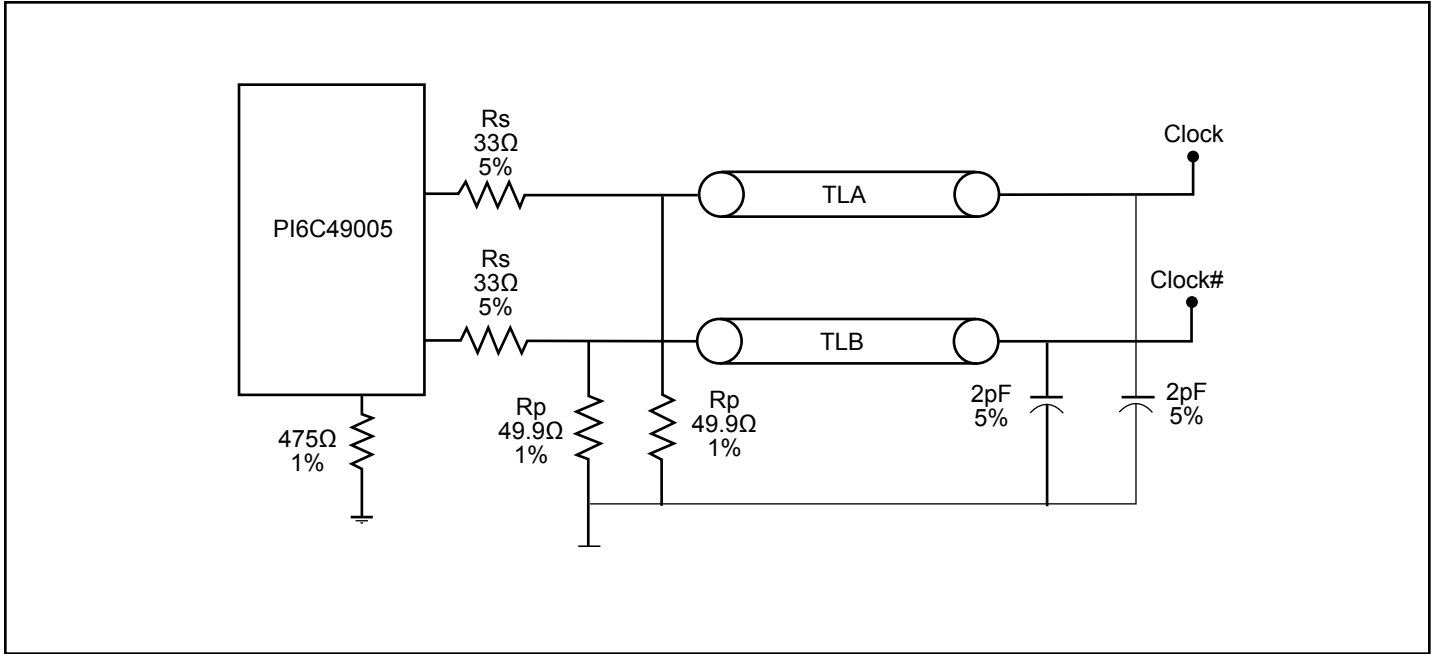 Rs
33Ω
5%
Clock
TLA
PI6C49005
Rs
33Ω
5%
Clock#
TLB
475Ω
1%
Rp
49.9Ω
1%
Rp
49.9Ω
1%
2pF
5%
2pF
5%